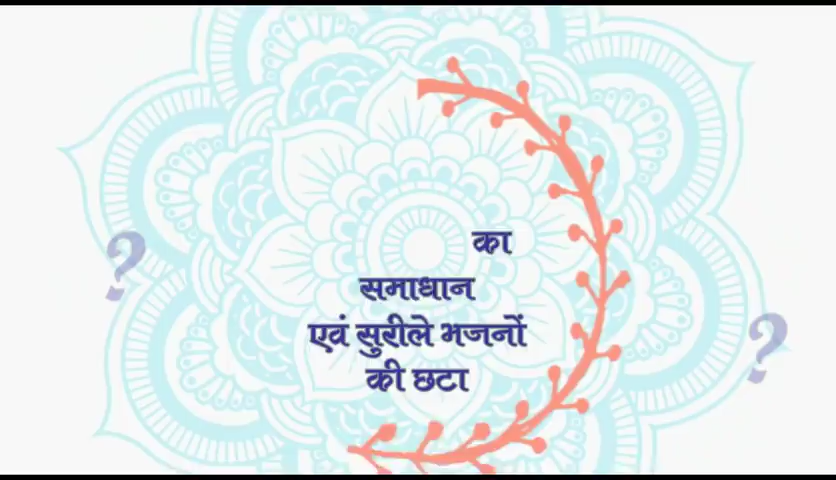 का
समाधान
एवं सुरीले भजनों
की छटा
?
?